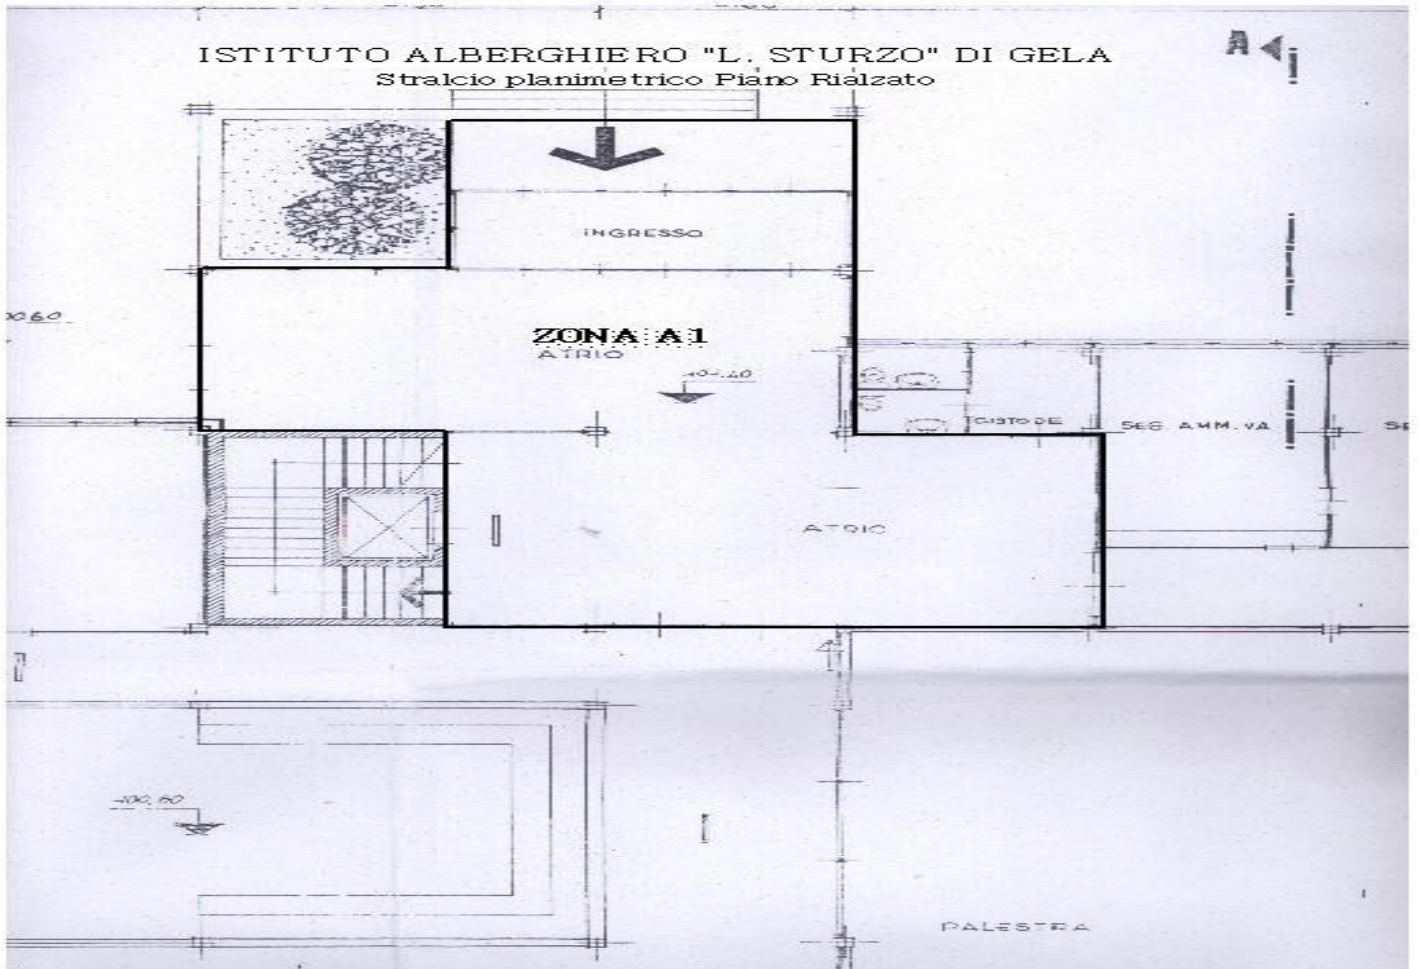 ISTITUTO ALBERGHIERO "L. STURZO" DI GELA
Stralcio planimetrico Piano Rialzato
A
INGRESSO
ZONA A1
ATRIO
CUSTODE
SEG. AMM.VA
ATRIO
PALESTRA